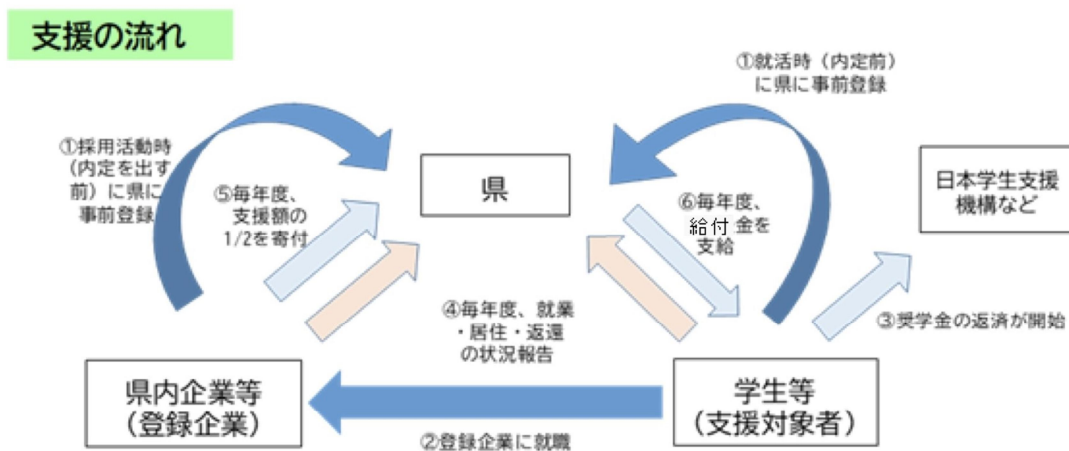 支援の流れ
①就活時（内定前）
に県に事前登録
①採用活動時
（内定を出す
前）に県に
事前登録
県
日本学生支援
機構など
⑤毎年度、
支援額の
1/2を寄付
⑥毎年度、
給付金を
支給
④毎年度、就業
・居住・返還
の状況報告
③奨学金の返済が開始
県内企業等
（登録企業）
学生等
（支援対象者）
②登録企業に就職